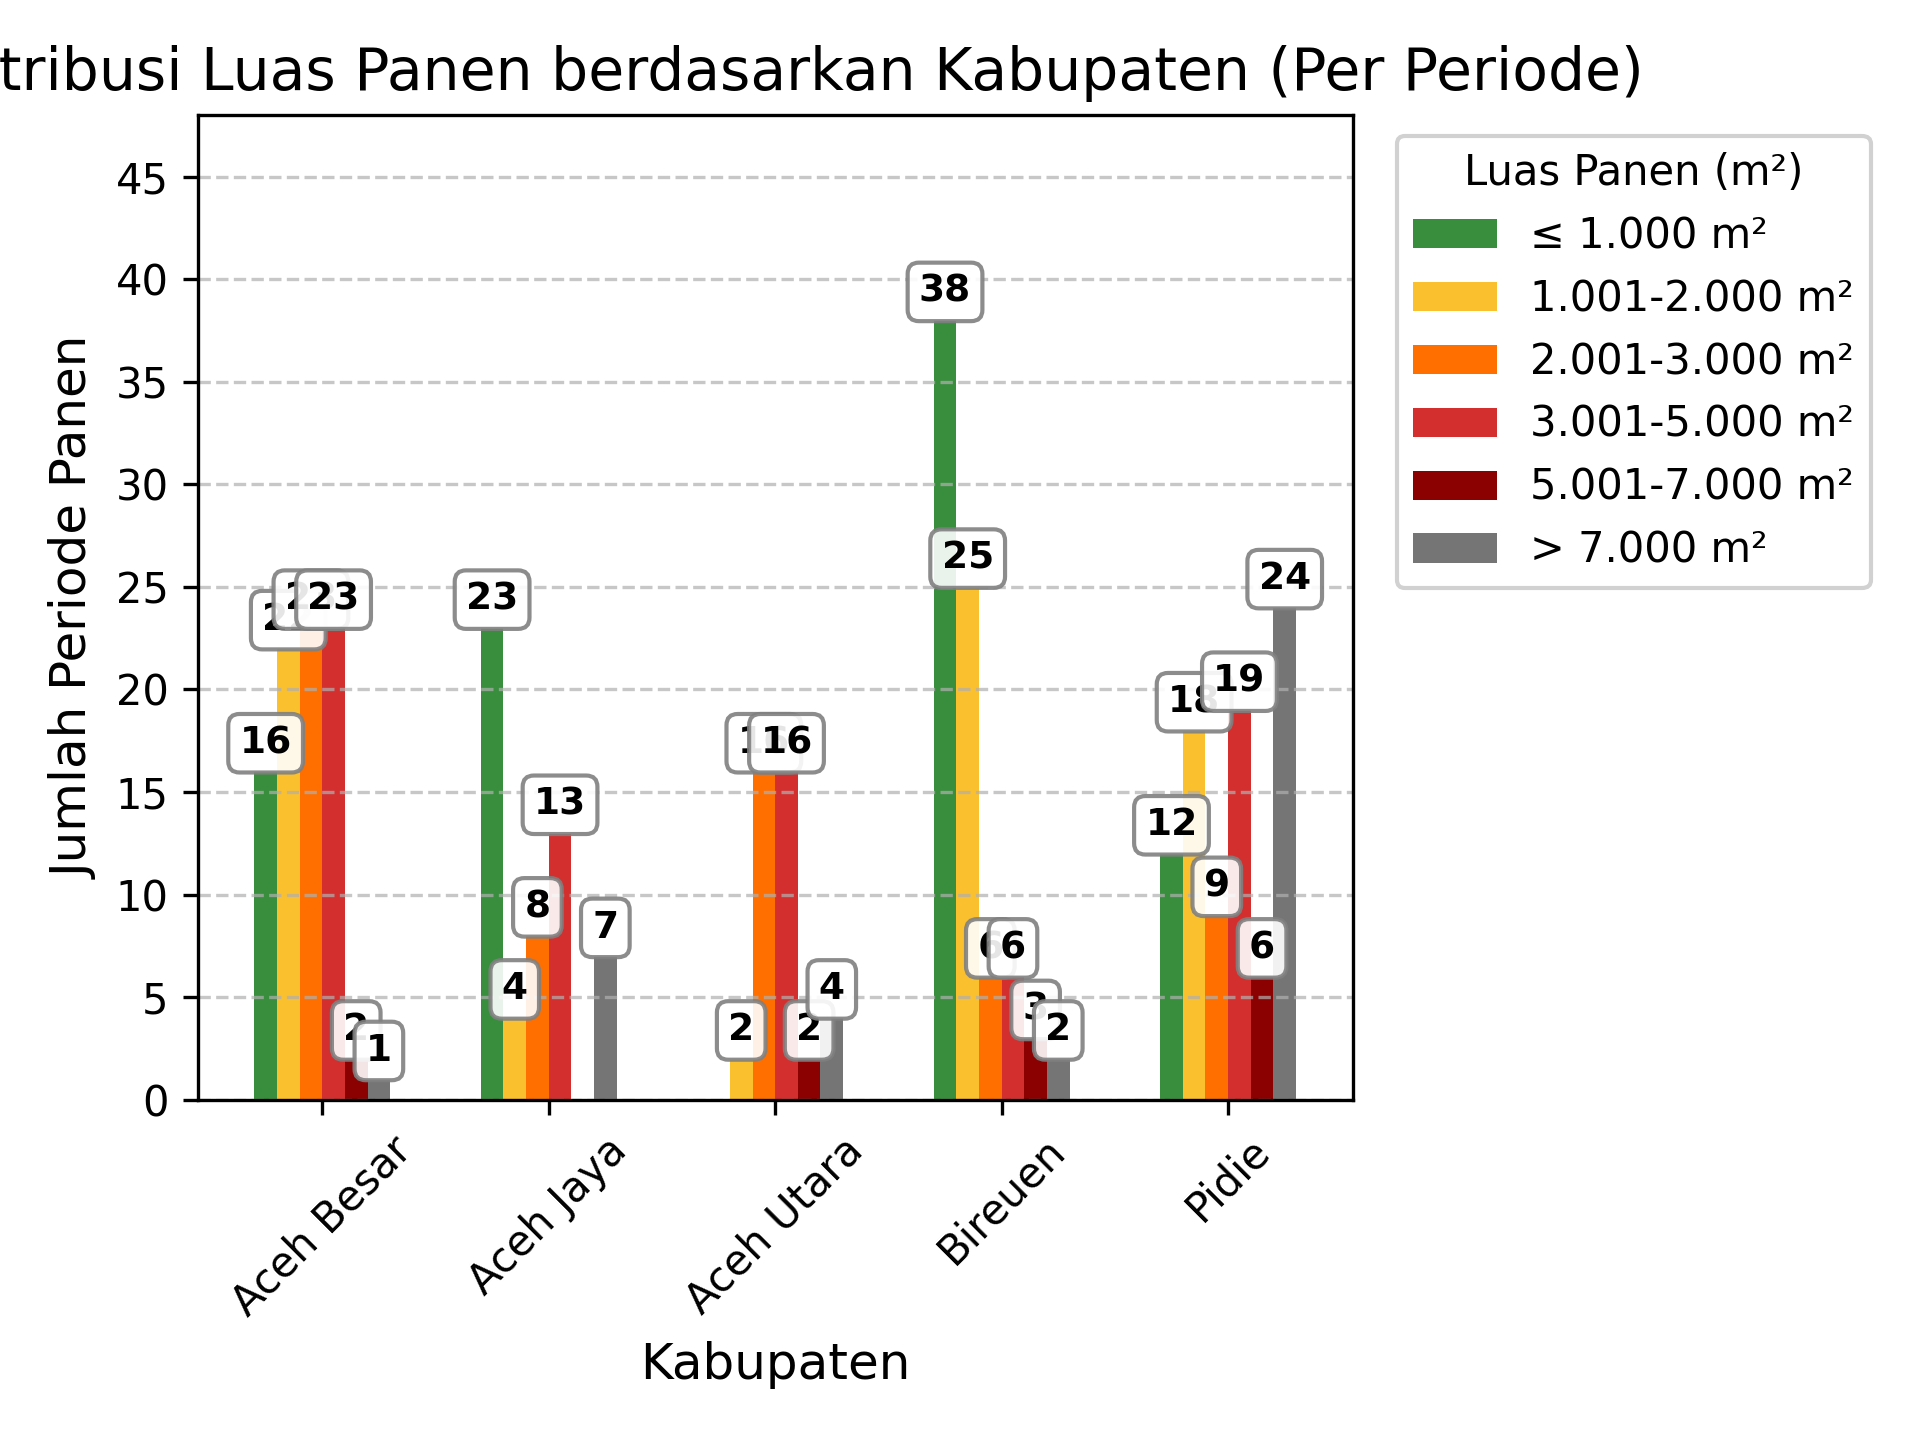 tribusi Luas Panen berdasarkan Kabupaten (Per Periode)
Jumlah Periode Panen
45
40
35
30
25
20
15
10
5
0
16
23
2
1
23
4
8
13
7
2
16
2
4
38
25
6
6
3
2
12
18
9
19
6
24
Aceh Besar
Aceh Jaya
Aceh Utara
Bireuen
Pidie
Kabupaten
Luas Panen (m²)
≤ 1.000 m²
1.001-2.000 m²
2.001-3.000 m²
3.001-5.000 m²
5.001-7.000 m²
> 7.000 m²